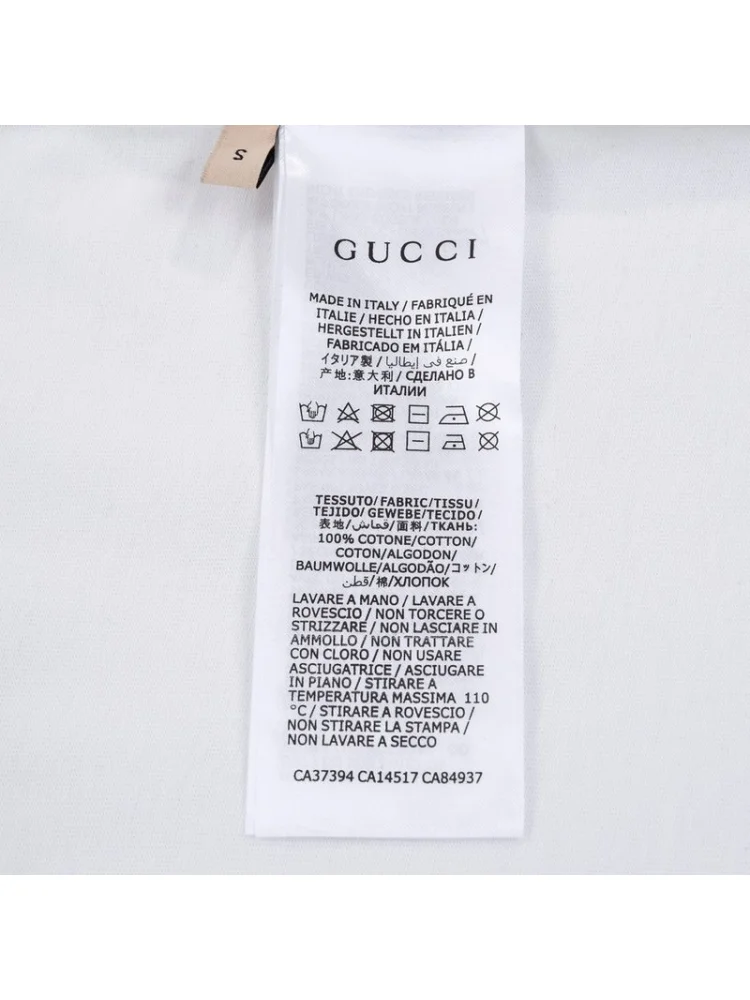 S
GUCCI
MADE IN ITALY / FABRIQUÉ EN
ITALIE / HECHO EN ITALIA /
HERGESTELLT IN ITALIEN /
FABRICADO EM ITÁLIA /
イタリア製 / صنع في إيطاليا /
产地:意大利 / СДЕЛАНО В
ИТАЛИИ
TESSUTO/ FABRIC/TISSU/
TEJIDO/ GEWEBE/TECIDO/
表地/قماش/面料/ТКАНЬ:
100% COTONE/COTTON/
COTON/ALGODON/
BAUMWOLLE/ALGODÃO/コットン/
قطن/棉/ХЛОПОК
LAVARE A MANO / LAVARE A
ROVESCIO / NON TORCERE O
STRIZZARE / NON LASCIARE IN
AMMOLLO / NON TRATTARE
CON CLORO / NON USARE
ASCIUGATRICE / ASCIUGARE
IN PIANO / STIRARE A
TEMPERATURA MASSIMA 110
°C / STIRARE A ROVESCIO /
NON STIRARE LA STAMPA /
NON LAVARE A SECCO
CA37394 CA14517 CA84937